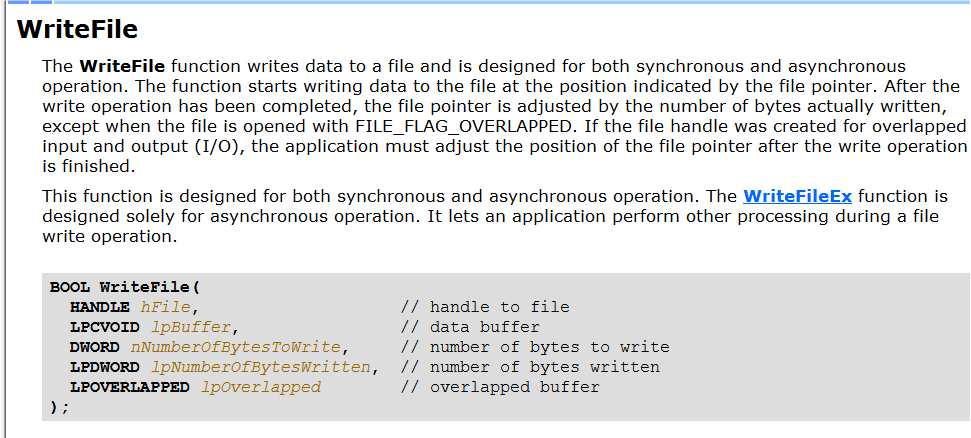 WriteFile
The WriteFile function writes data to a file and is designed for both synchronous and asynchronous
operation. The function starts writing data to the file at the position indicated by the file pointer. After the
write operation has been completed, the file pointer is adjusted by the number of bytes actually written,
except when the file is opened with FILE_FLAG_OVERLAPPED. If the file handle was created for overlapped
input and output (I/O), the application must adjust the position of the file pointer after the write operation
is finished.
This function is designed for both synchronous and asynchronous operation. The WriteFileEx function is
designed solely for asynchronous operation. It lets an application perform other processing during a file
write operation.
BOOL WriteFile(
  HANDLE hFile,                    // handle to file
  LPCVOID lpBuffer,                // data buffer
  DWORD nNumberOfBytesToWrite,     // number of bytes to write
  LPDWORD lpNumberOfBytesWritten,  // number of bytes written
  LPOVERLAPPED lpOverlapped        // overlapped buffer
);